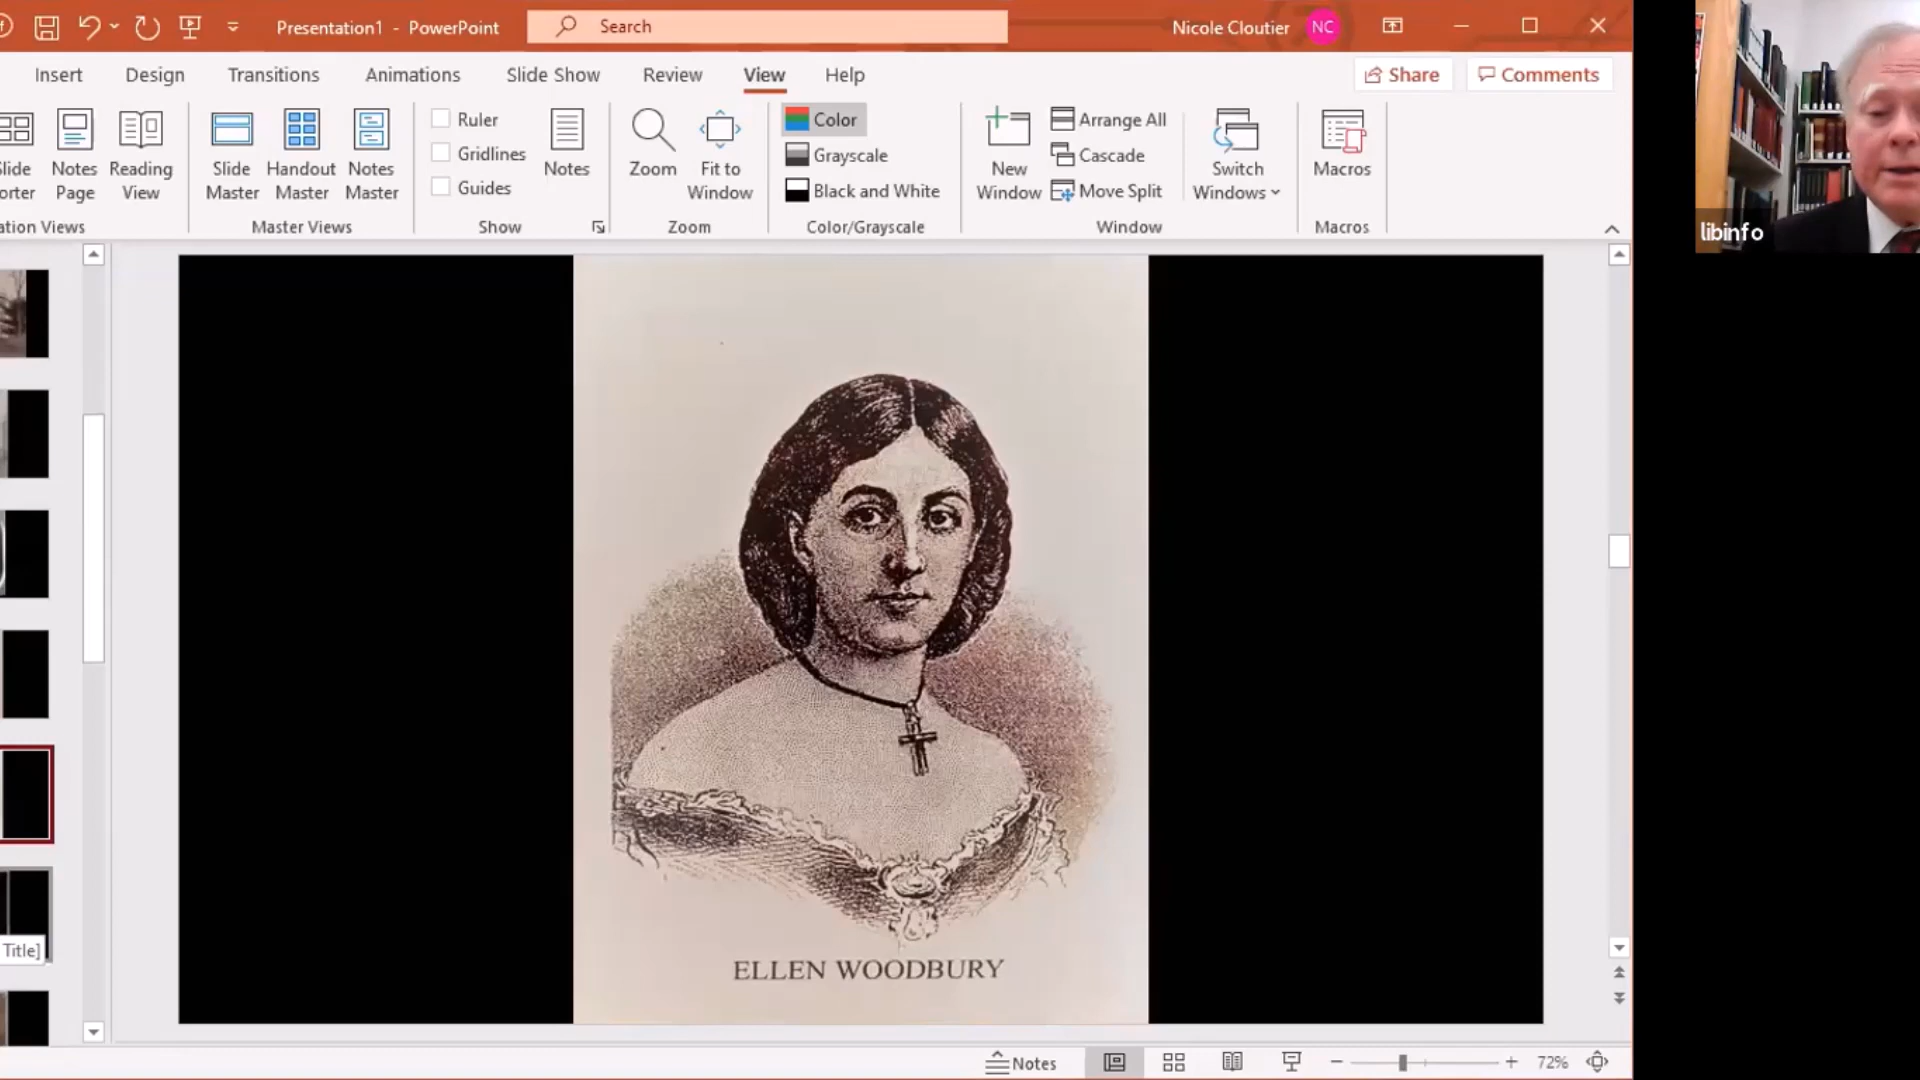 Presentation1 - PowerPoint
Search
Nicole Cloutier NC
Insert Design Transitions Animations Slide Show Review View Help
Share Comments
Notes Page
Reading View
Slide Master
Handout Master
Notes Master
Ruler
Gridlines
Guides
Notes
Zoom
Fit to Window
Color
Grayscale
Black and White
New Window
Arrange All
Cascade
Move Split
Switch Windows
Macros
Master Views Show Zoom Color/Grayscale Window Macros
libinfo
ELLEN WOODBURY
Title]
Notes 72%